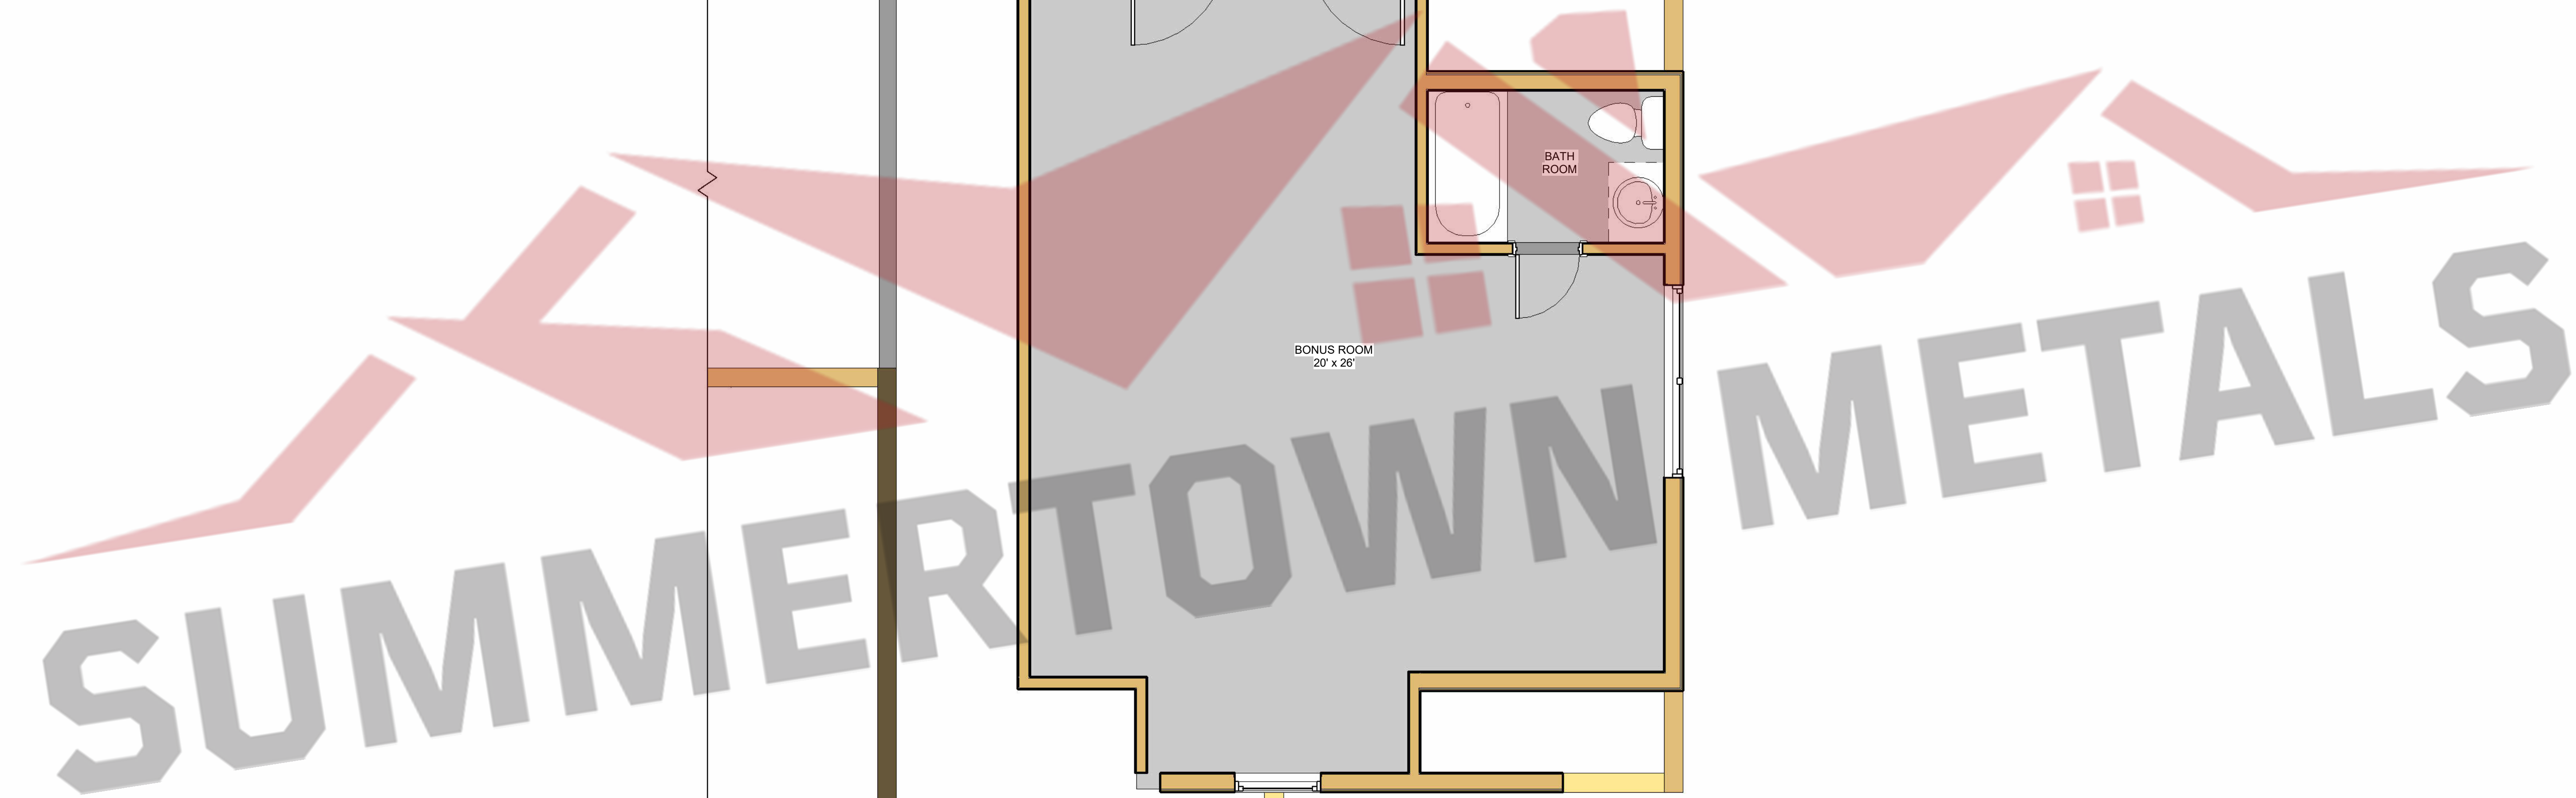 BATH
ROOM
BONUS ROOM
20' x 26'
SUMMERTOWN METALS